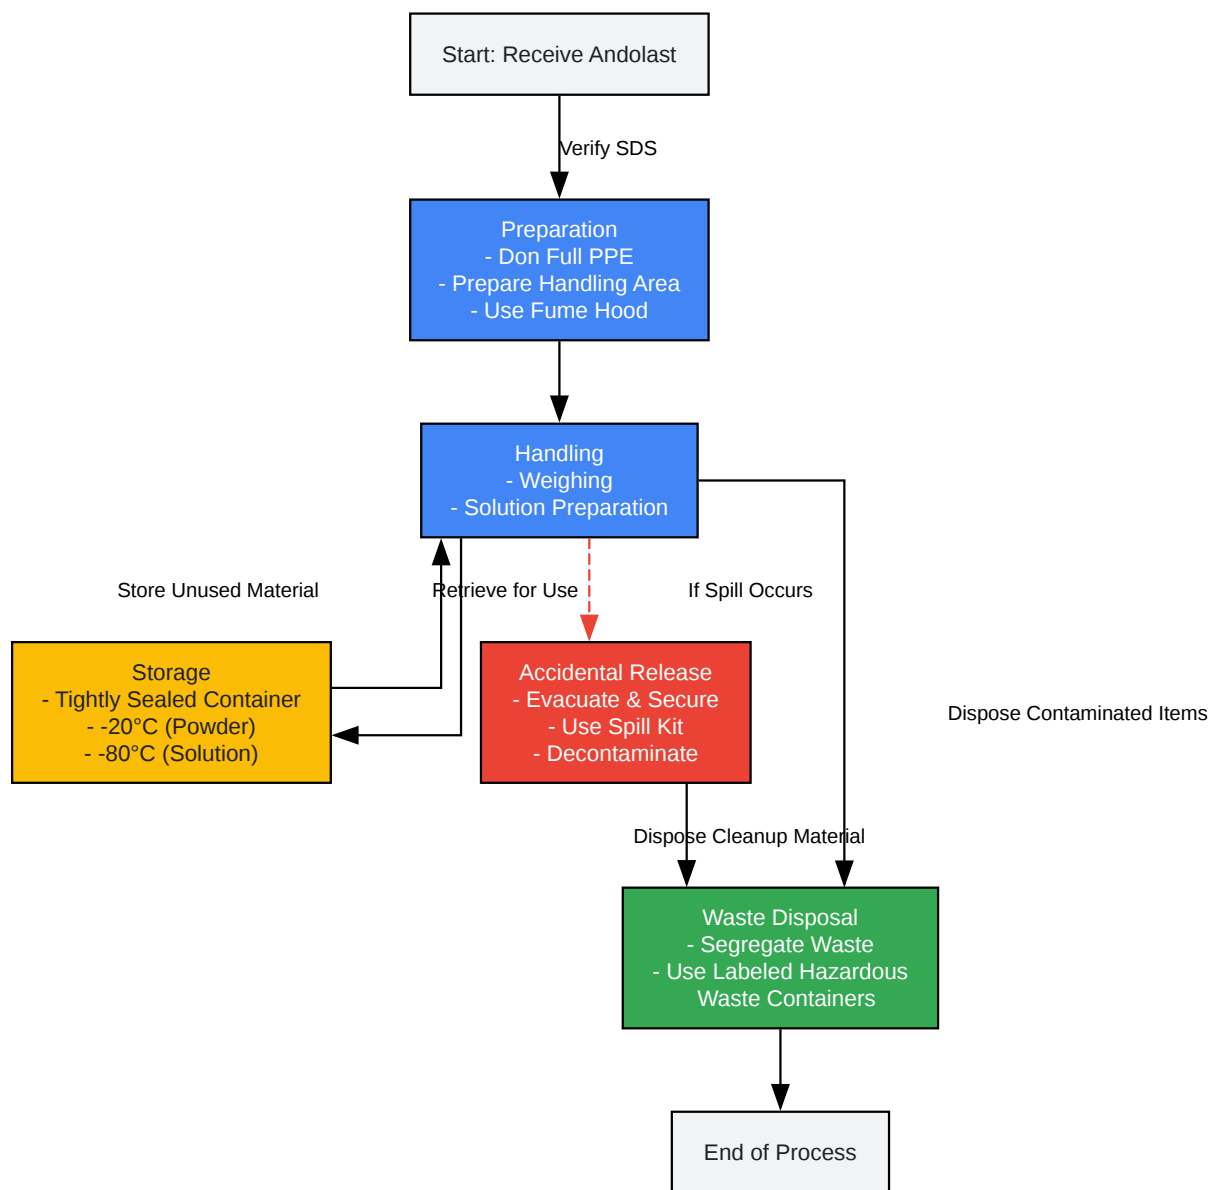 Start: Receive Andolast
Verify SDS
Preparation
- Don Full PPE
- Prepare Handling Area
- Use Fume Hood
Handling
- Weighing
- Solution Preparation
Store Unused Material
Retrieve for Use
If Spill Occurs
Storage
- Tightly Sealed Container
- -20°C (Powder)
- -80°C (Solution)
Accidental Release
- Evacuate & Secure
- Use Spill Kit
- Decontaminate
Dispose Contaminated Items
Dispose Cleanup Material
Waste Disposal
- Segregate Waste
- Use Labeled Hazardous
Waste Containers
End of Process